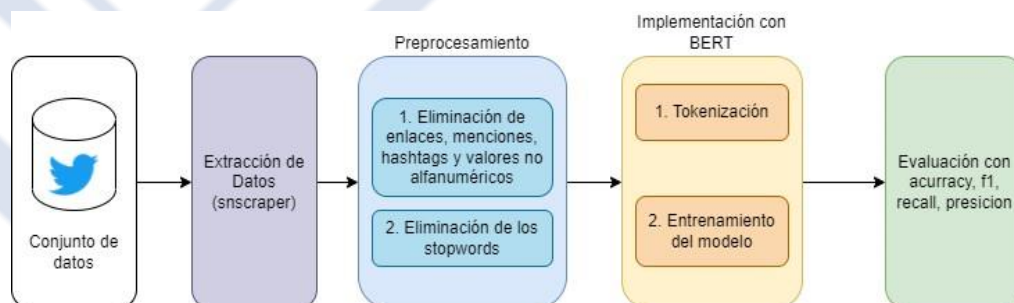 Conjunto de
datos
Extracción de
Datos
(snscraper)
Preprocesamiento
1. Eliminación de
enlaces, menciones,
hashtags y valores no
alfanuméricos
2. Eliminación de los
stopwords
Implementación con
BERT
1. Tokenización
2. Entrenamiento
del modelo
Evaluación con
acurracy, f1,
recall, presicion